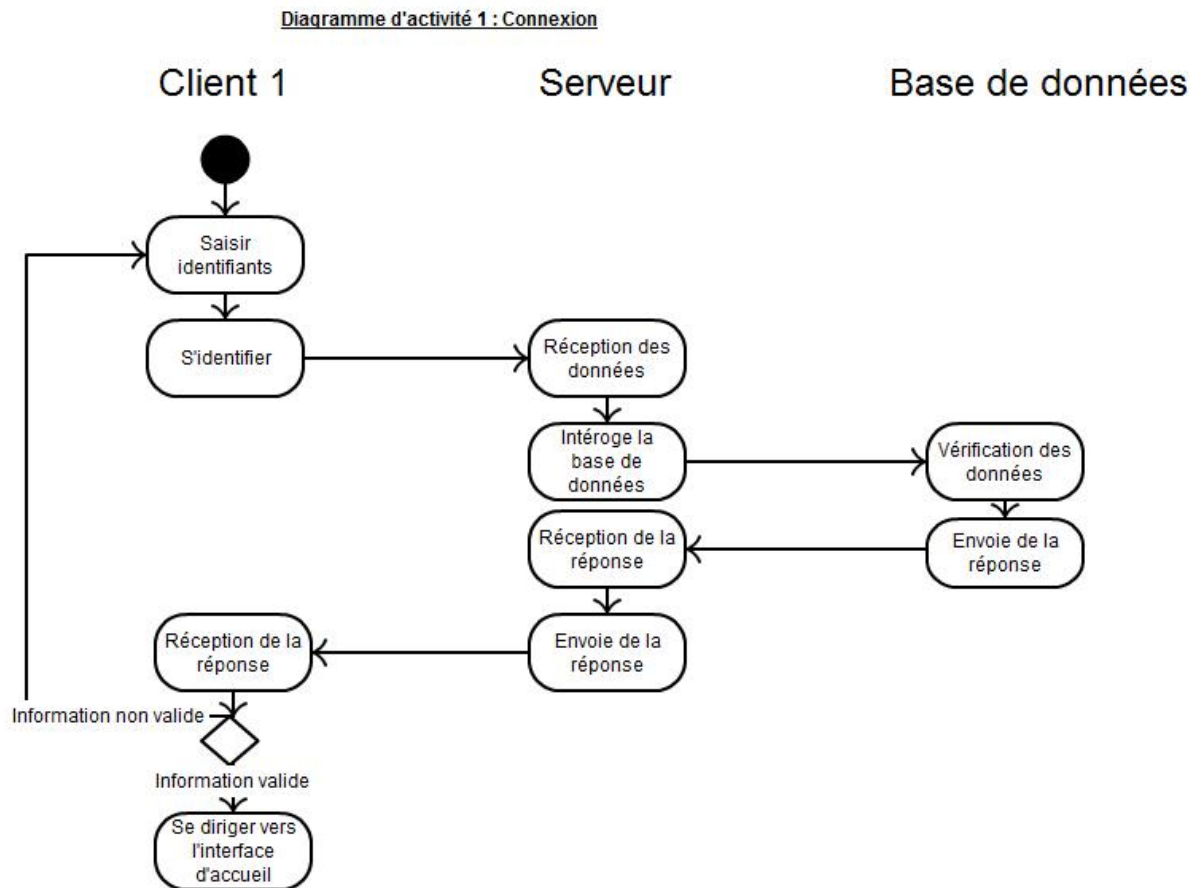 Diagramme d'activité 1 : Connexion
Client 1
Serveur
Base de données
Saisir
identifiants
S'identifier
Réception des
données
Intéroge la
base de
données
Vérification des
données
Réception de la
réponse
Envoie de la
réponse
Réception de la
réponse
Envoie de la
réponse
Information non valide
Information valide
Se diriger vers
l'interface
d'accueil